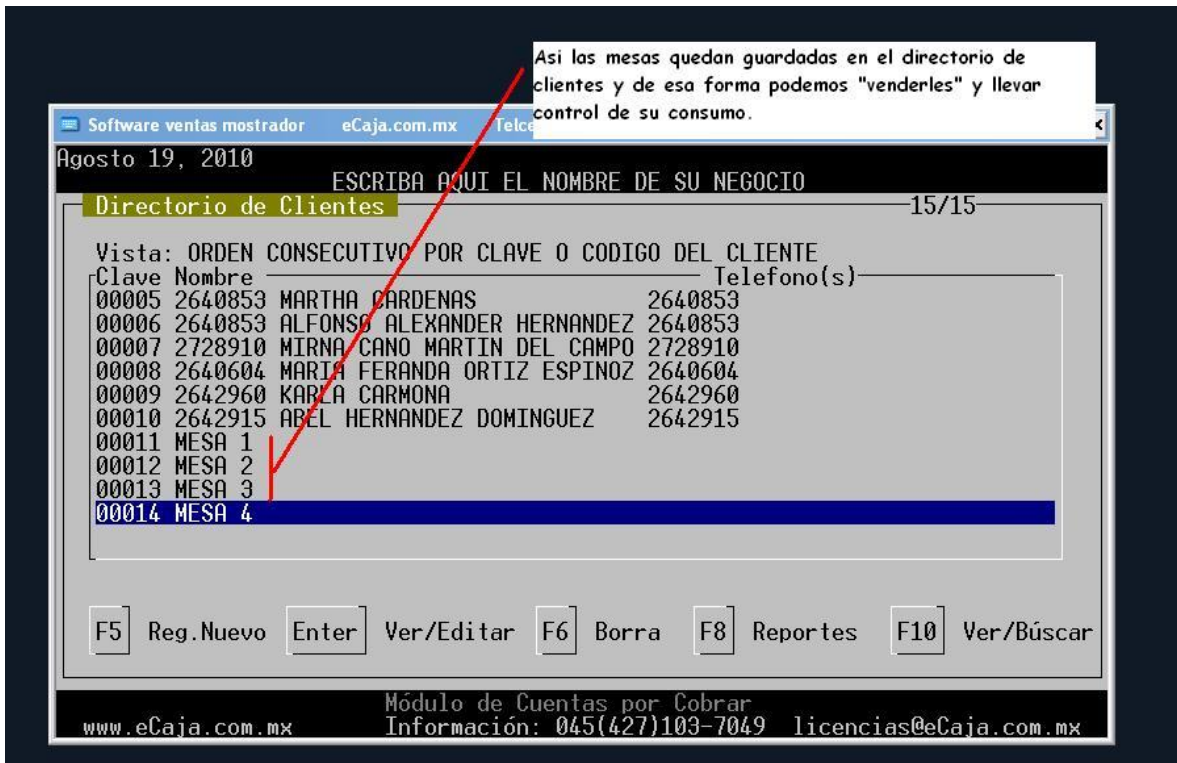 Asi las mesas quedan guardadas en el directorio de
clientes y de esa forma podemos "venderles" y llevar
control de su consumo.
Software ventas mostrador eCaja.com.mx
Agosto 19, 2010
ESCRIBA AQUI EL NOMBRE DE SU NEGOCIO
Directorio de Clientes 15/15
Vista: ORDEN CONSECUTIVO POR CLAVE O CODIGO DEL CLIENTE
Clave Nombre Telefono(s)
00005 2640853 MARTHA CARDENAS 2640853
00006 2640853 ALFONSO ALEXANDER HERNANDEZ 2640853
00007 2728910 MIRNA CANO MARTIN DEL CAMPO 2728910
00008 2640604 MARIA FERANDA ORTIZ ESPINOZ 2640604
00009 2642960 KARLA CARMONA 2642960
00010 2642915 ABEL HERNANDEZ DOMINGUEZ 2642915
00011 MESA 1
00012 MESA 2
00013 MESA 3
00014 MESA 4
F5 Reg.Nuevo Enter Ver/Editar F6 Borra F8 Reportes F10 Ver/Búscar
Módulo de Cuentas por Cobrar
www.eCaja.com.mx Información: 045(427)103-7049 licencias@eCaja.com.mx